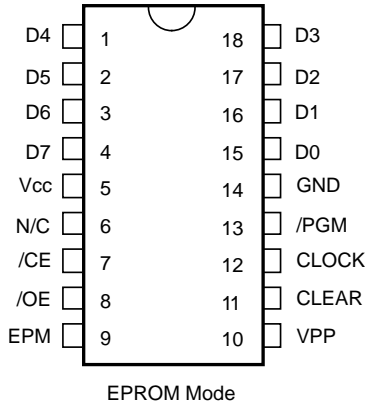 D4 1 18 D3
D5 2 17 D2
D6 3 16 D1
D7 4 15 D0
Vcc 5 14 GND
N/C 6 13 /PGM
/CE 7 12 CLOCK
/OE 8 11 CLEAR
EPM 9 10 VPP
EPROM Mode